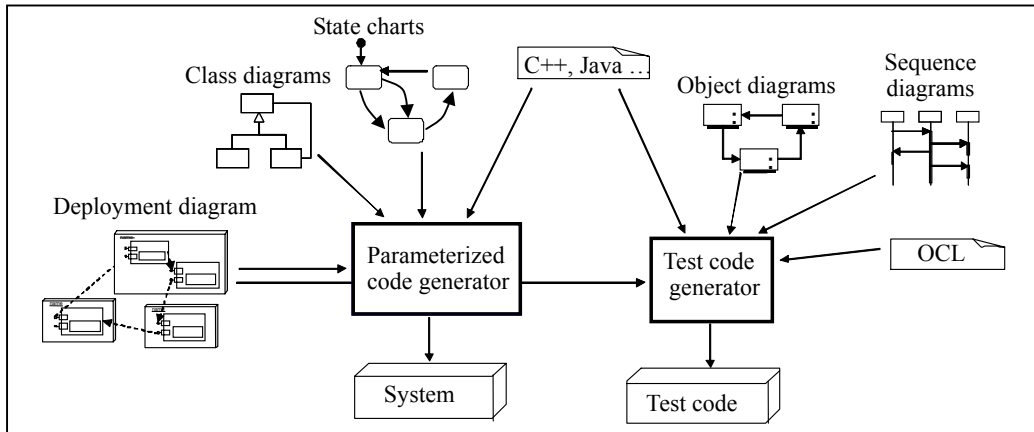 State charts
Class diagrams
C++, Java …
Object diagrams
Sequence
diagrams
Deployment diagram
Parameterized
code generator
Test code
generator
OCL
System
Test code